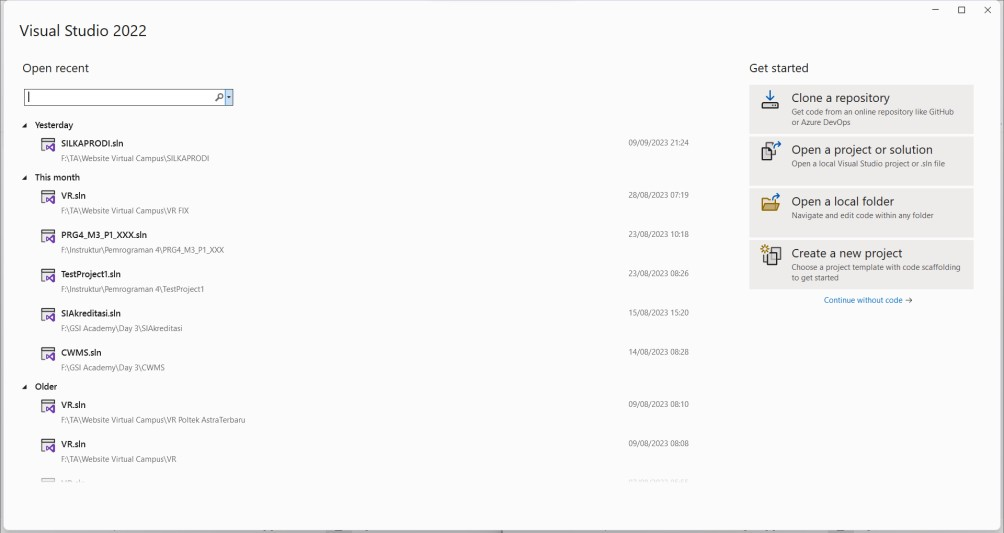 Visual Studio 2022
Open recent
Yesterday
SILKAPRODI.sln
09/09/2023 21:24
F:\TA\Website Virtual Campus\SILKAPRODI
This month
VR.sln
28/08/2023 07:19
F:\TA\Website Virtual Campus\VR FIX
PRG4_M3_P1_XXX.sln
23/08/2023 10:18
F:\Instruktur\Pemrograman 4\PRG4_M3_P1_XXX
TestProject1.sln
23/08/2023 08:26
F:\Instruktur\Pemrograman 4\TestProject1
SIAkreditasi.sln
15/08/2023 15:20
F:\GSI Academy\Day 3\SIAkreditasi
CWMS.sln
14/08/2023 08:28
F:\GSI Academy\Day 3\CWMS
Older
VR.sln
09/08/2023 08:10
F:\TA\Website Virtual Campus\VR Poltek AstraTerbaru
VR.sln
09/08/2023 08:08
F:\TA\Website Virtual Campus\VR
Get started
Clone a repository
Get code from an online repository like GitHub
or Azure DevOps
Open a project or solution
Open a local Visual Studio project or .sln file
Open a local folder
Navigate and edit code within any folder
Create a new project
Choose a project template with code scaffolding
to get started
Continue without code →